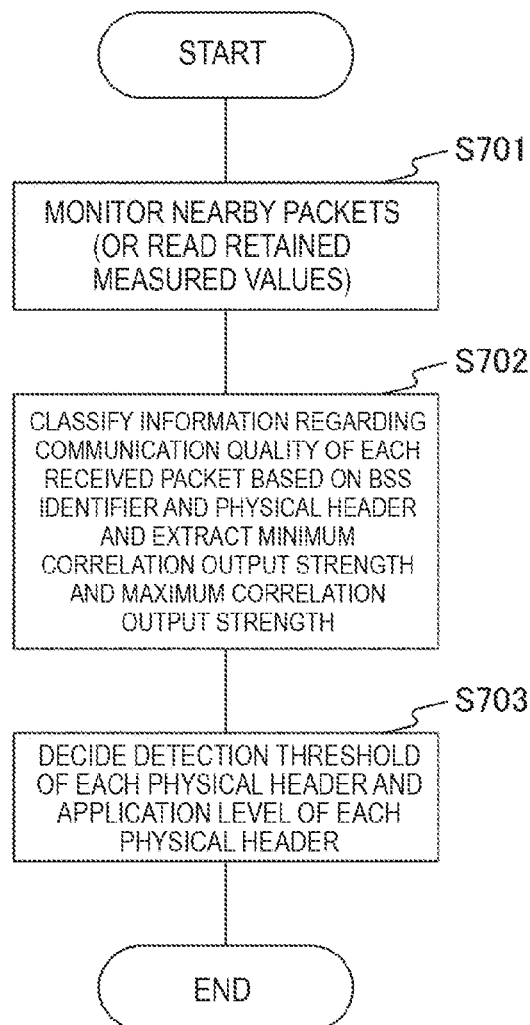 START
S701
MONITOR NEARBY PACKETS
(OR READ RETAINED
MEASURED VALUES)
S702
CLASSIFY INFORMATION REGARDING
COMMUNICATION QUALITY OF EACH
RECEIVED PACKET BASED ON BSS
IDENTIFIER AND PHYSICAL HEADER
AND EXTRACT MINIMUM
CORRELATION OUTPUT STRENGTH
AND MAXIMUM CORRELATION
OUTPUT STRENGTH
S703
DECIDE DETECTION THRESHOLD
OF EACH PHYSICAL HEADER AND
APPLICATION LEVEL OF EACH
PHYSICAL HEADER
END